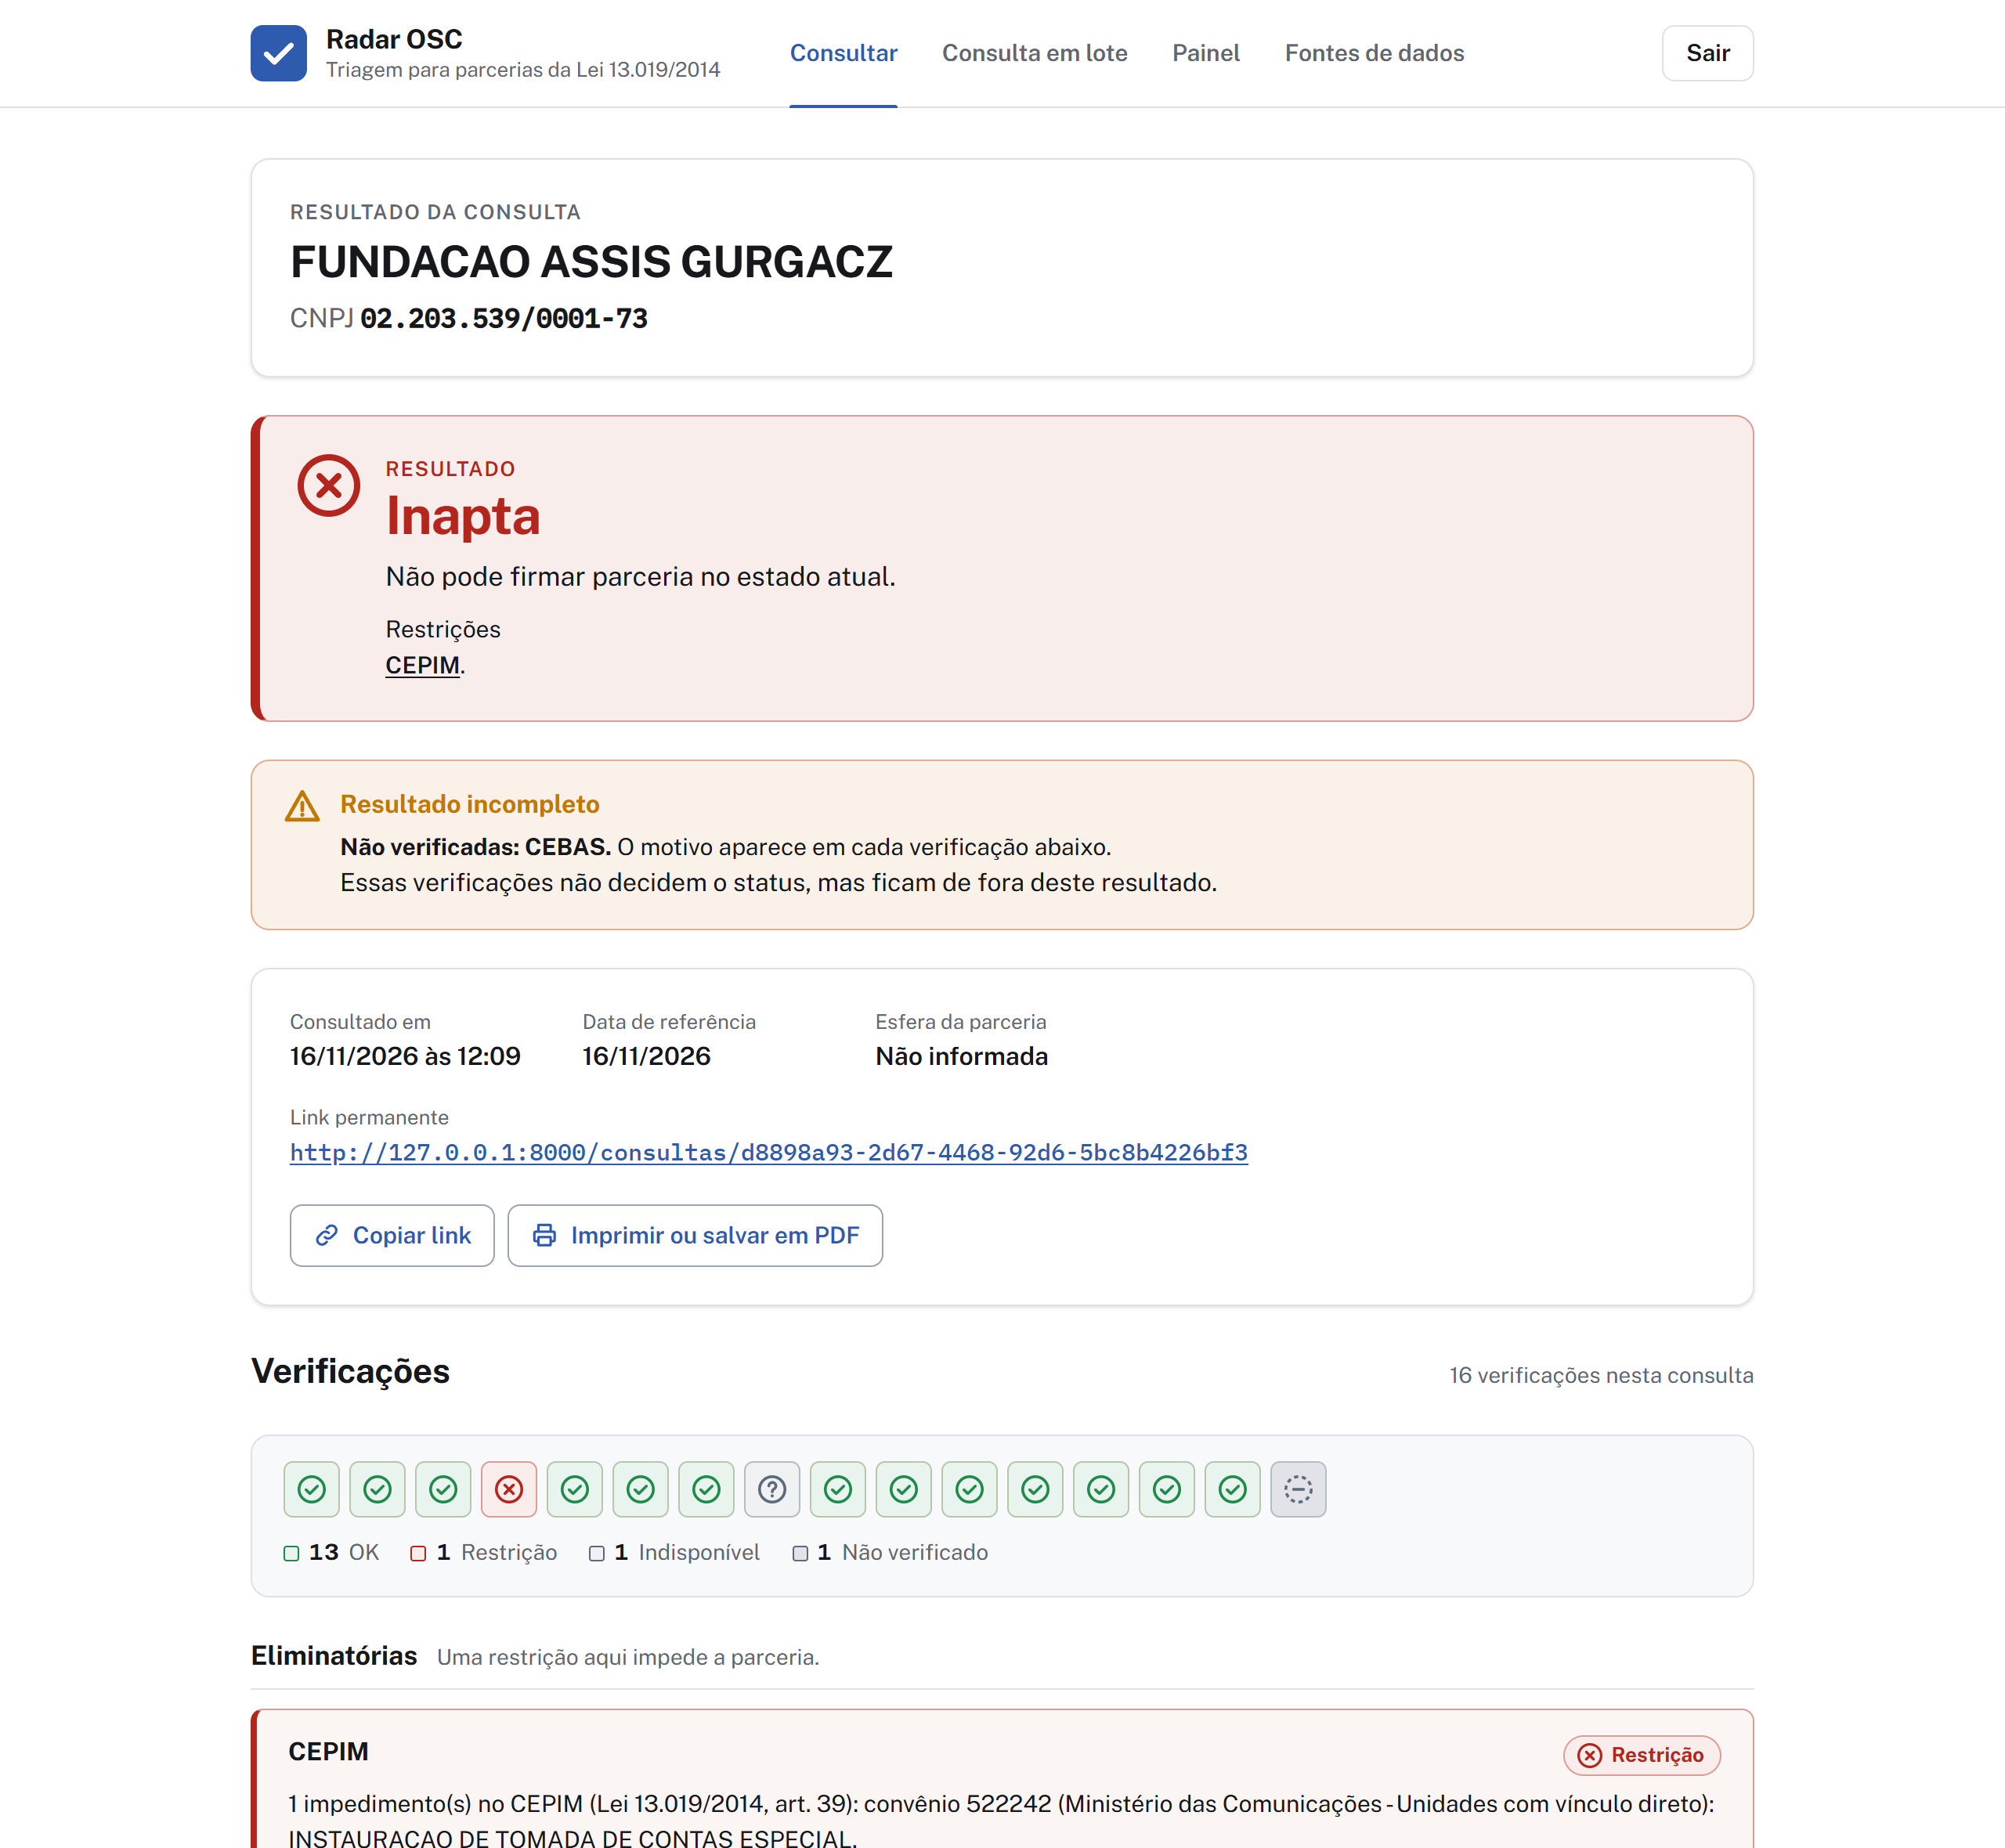 Radar OSC
Triagem para parcerias da Lei 13.019/2014
Consultar
Consulta em lote
Painel
Fontes de dados
Sair
RESULTADO DA CONSULTA
FUNDACAO ASSIS GURGACZ
CNPJ 02.203.539/0001-73
RESULTADO
Inapta
Não pode firmar parceria no estado atual.
Restrições
CEPIM.
Resultado incompleto
Não verificadas: CEBAS. O motivo aparece em cada verificação abaixo.
Essas verificações não decidem o status, mas ficam de fora deste resultado.
Consultado em
16/11/2026 às 12:09
Data de referência
16/11/2026
Esfera da parceria
Não informada
Link permanente
http://127.0.0.1:8000/consultas/d8898a93-2d67-4468-92d6-5bc8b4226bf3
Copiar link
Imprimir ou salvar em PDF
Verificações
16 verificações nesta consulta
13 OK
1 Restrição
1 Indisponível
1 Não verificado
Eliminatórias Uma restrição aqui impede a parceria.
CEPIM
Restrição
1 impedimento(s) no CEPIM (Lei 13.019/2014, art. 39): convênio 522242 (Ministério das Comunicações - Unidades com vínculo direto):
INSTAURACAO DE TOMADA DE CONTAS ESPECIAL.